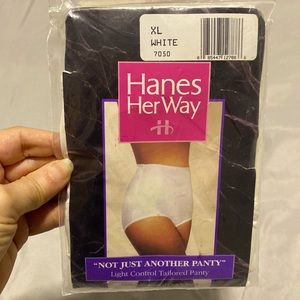 XL
WHITE
7050
Hanes
Her Way
H
"NOT JUST ANOTHER PANTY"
Light Control Tailored Panty